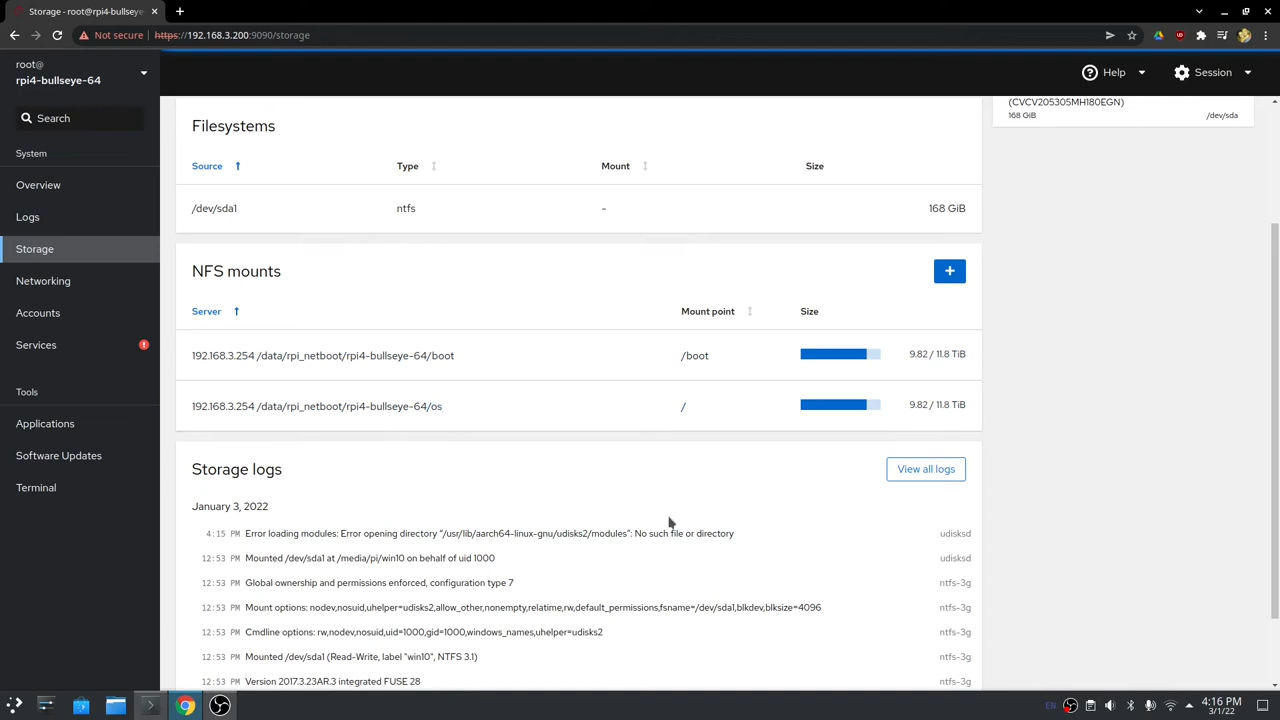 Storage - root@rpi4-bullseye
Not secure
https://192.168.3.200:9090/storage
root@
rpi4-bullseye-64
Help
Session
Search
System
Overview
Logs
Storage
Networking
Accounts
Services
Tools
Applications
Software Updates
Terminal
(CVCV205305MH180EGN)
168 GiB /dev/sda
Filesystems
Source Type Mount Size
/dev/sda1 ntfs - 168 GiB
NFS mounts
Server Mount point Size
192.168.3.254 /data/rpi_netboot/rpi4-bullseye-64/boot /boot 9.82 / 11.8 TiB
192.168.3.254 /data/rpi_netboot/rpi4-bullseye-64/os / 9.82 / 11.8 TiB
Storage logs
View all logs
January 3, 2022
4:15 PM Error loading modules: Error opening directory "/usr/lib/aarch64-linux-gnu/udisks2/modules": No such file or directory udisksd
12:53 PM Mounted /dev/sda1 at /media/pi/win10 on behalf of uid 1000 udisksd
12:53 PM Global ownership and permissions enforced, configuration type 7 ntfs-3g
12:53 PM Mount options: nodev,nosuid,uhelper=udisks2,allow_other,nonempty,relatime,rw,default_permissions,fsname=/dev/sda1,blkdev,blksize=4096 ntfs-3g
12:53 PM Cmdline options: rw,nodev,nosuid,uid=1000,gid=1000,windows_names,uhelper=udisks2 ntfs-3g
12:53 PM Mounted /dev/sda1 (Read-Write, label "win10", NTFS 3.1) ntfs-3g
12:53 PM Version 2017.3.23AR.3 integrated FUSE 28 ntfs-3g
EN
4:16 PM
3/1/22